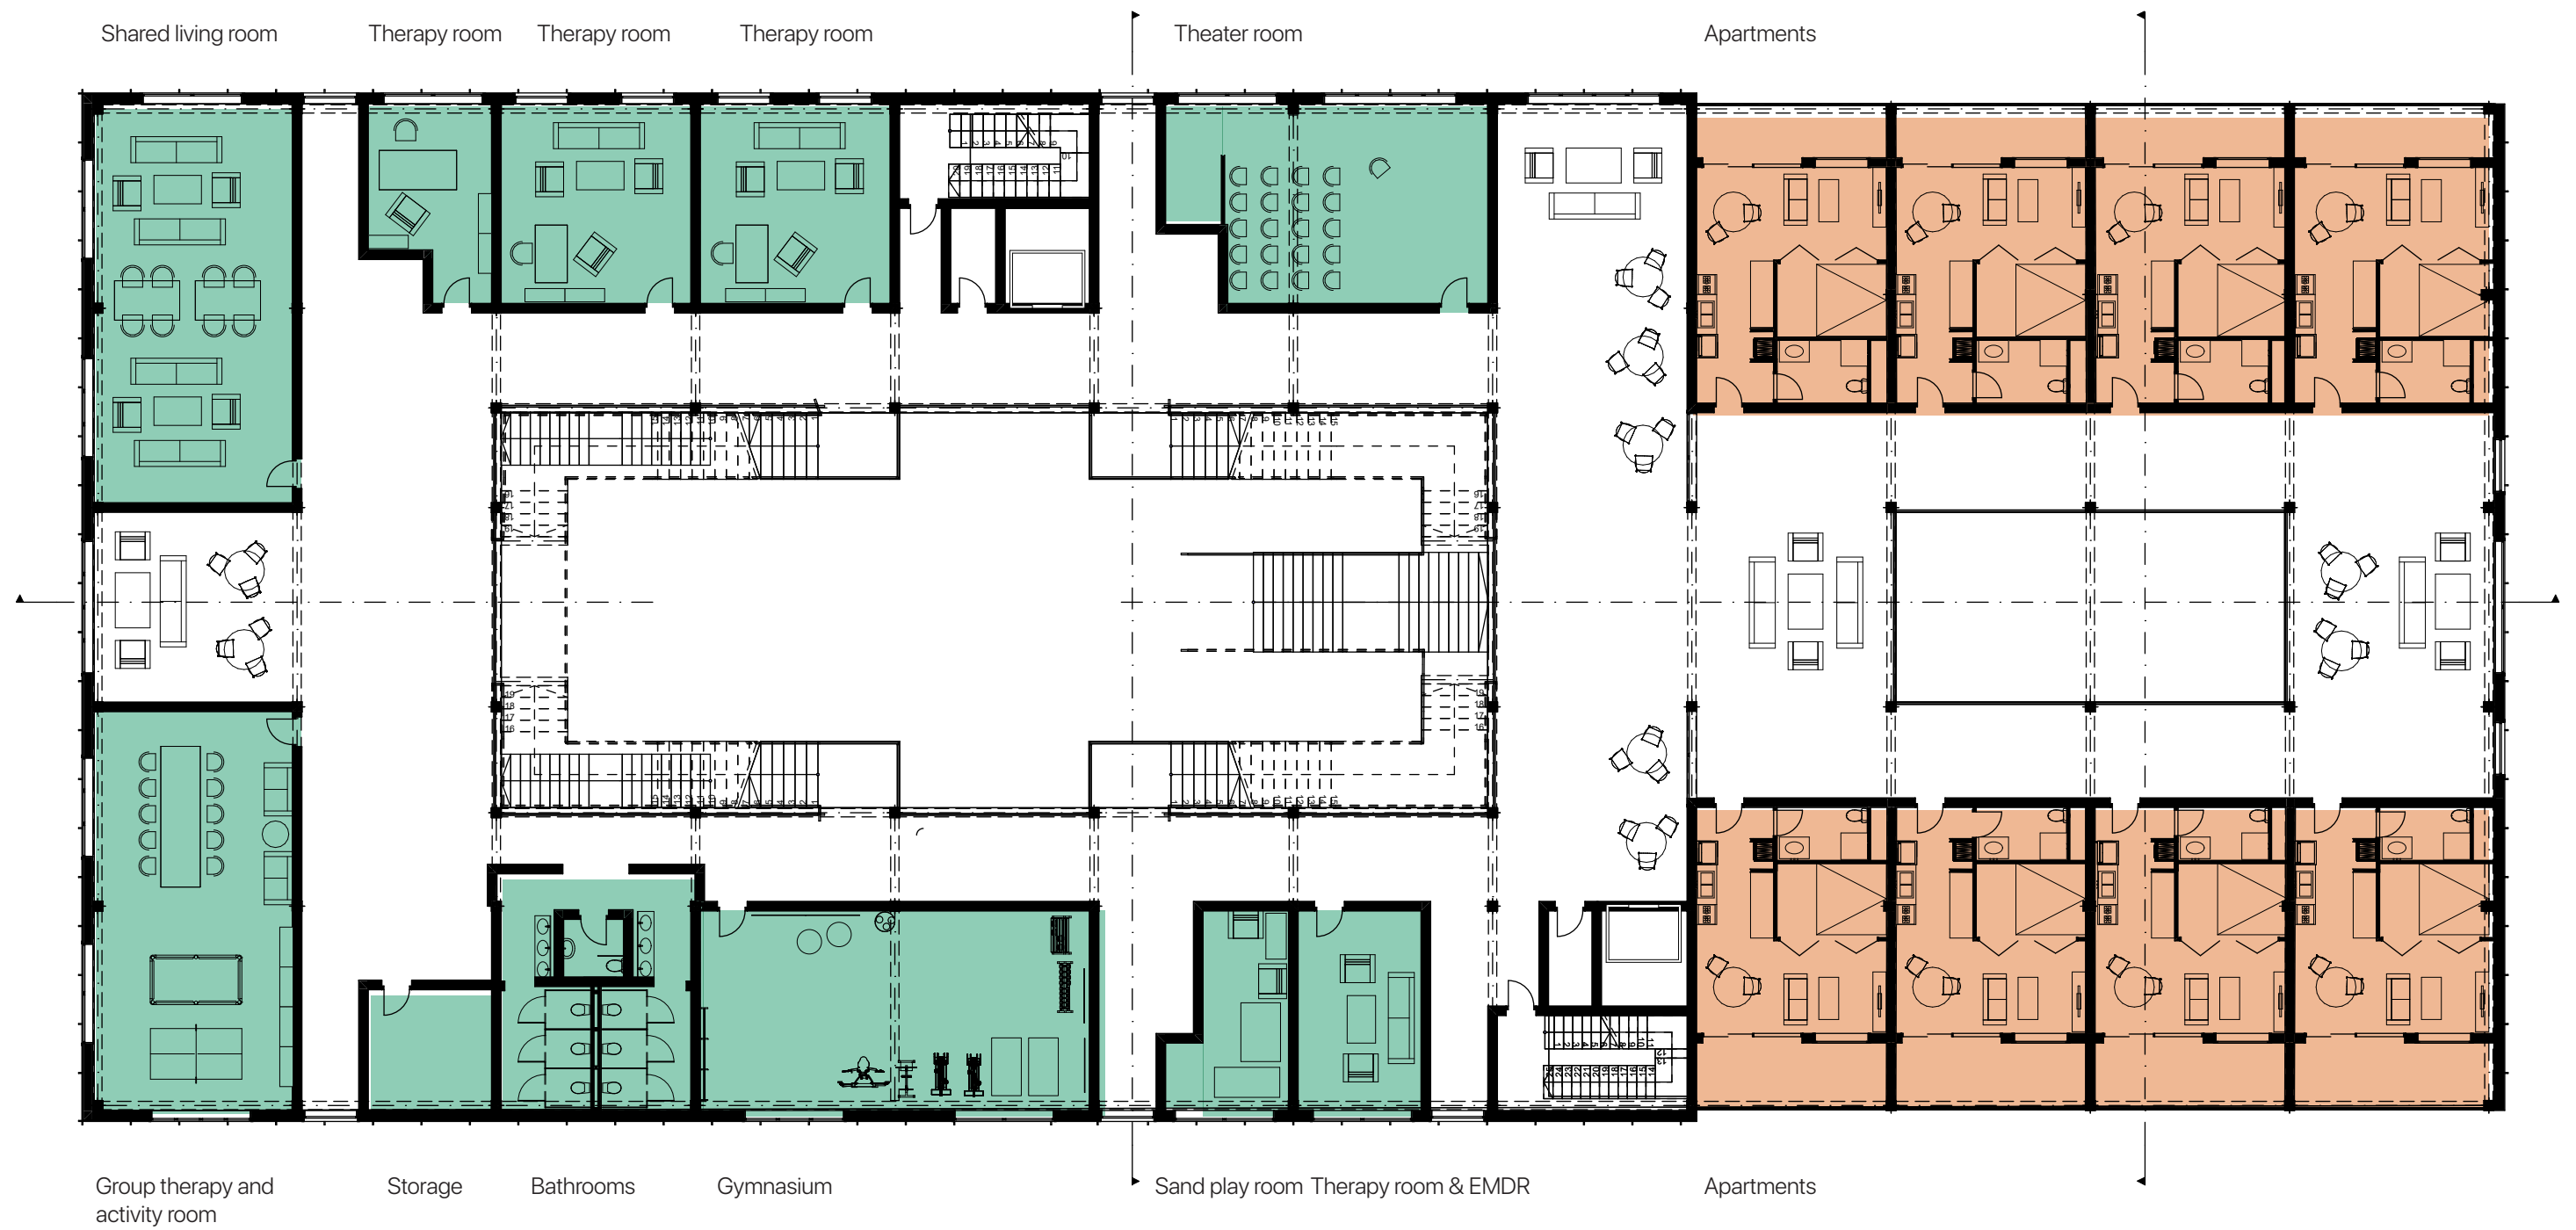 Shared living room
Therapy room
Therapy room
Therapy room
Theater room
Apartments
Group therapy and
activity room
Storage
Bathrooms
Gymnasium
Sand play room
Therapy room & EMDR
Apartments